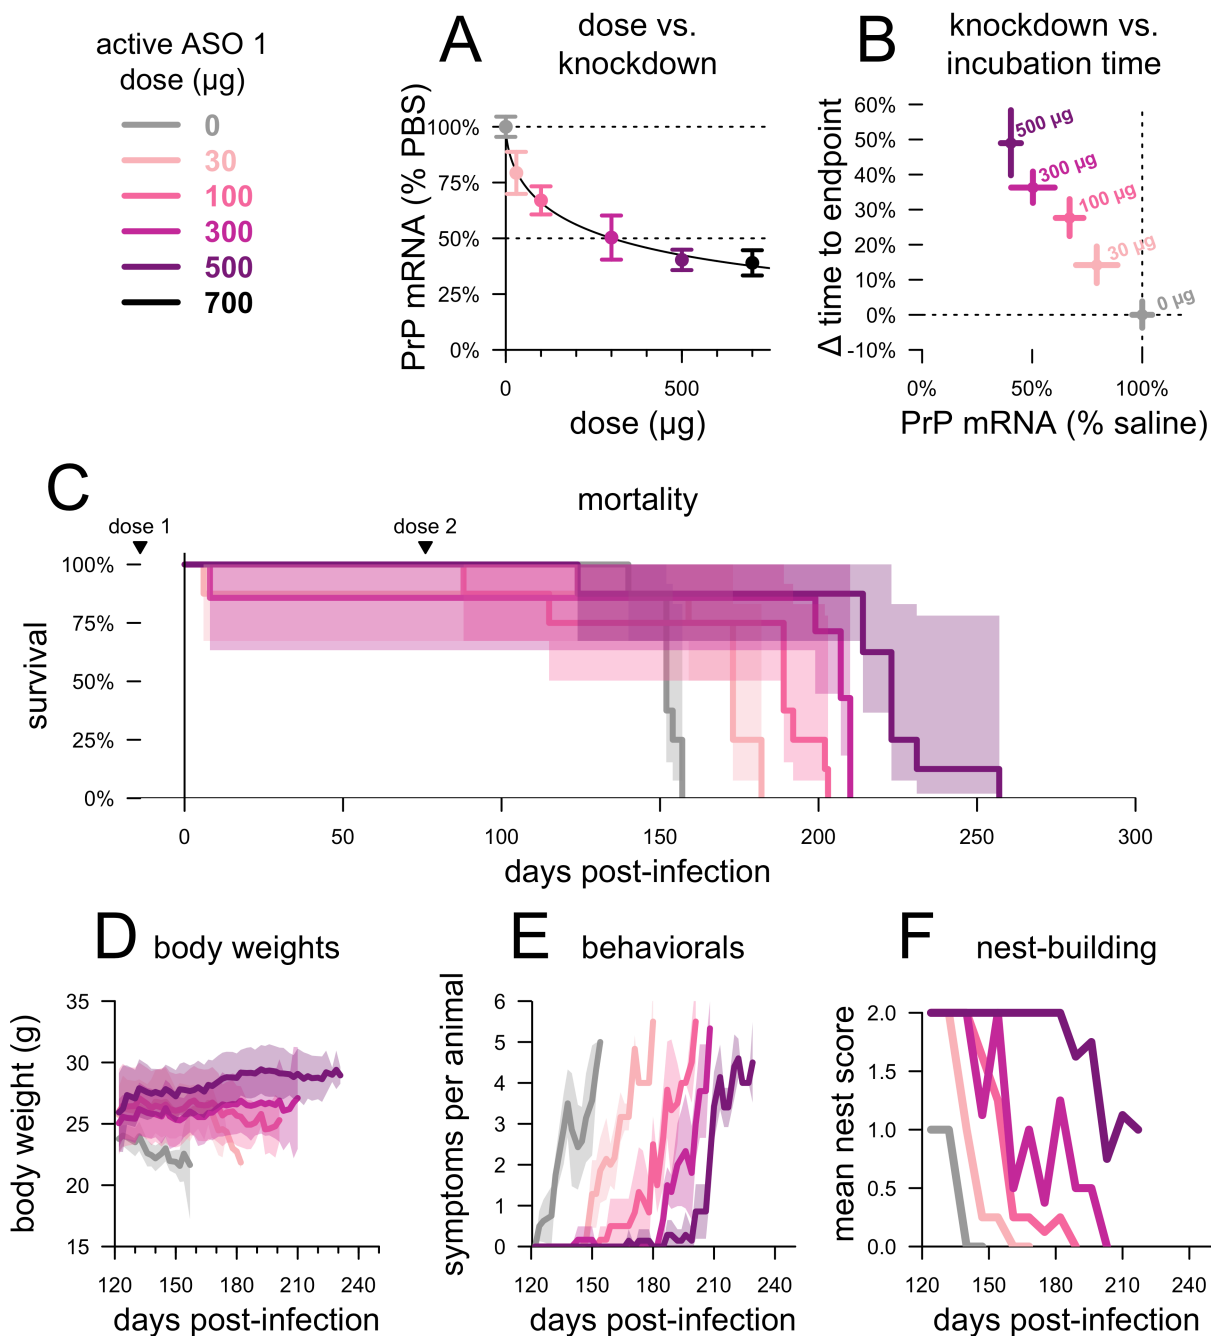 active ASO 1
dose (µg)
0
30
100
300
500
700
A
dose vs.
knockdown
PrP mRNA (% PBS)
100%
75%
50%
25%
0%
0
500
dose (µg)
B
knockdown vs.
incubation time
Δ time to endpoint
60%
50%
40%
30%
20%
10%
0%
-10%
500 µg
300 µg
100 µg
30 µg
0 µg
0%
50%
100%
PrP mRNA (% saline)
C
mortality
dose 1
dose 2
survival
100%
75%
50%
25%
0%
0
50
100
150
200
250
300
days post-infection
D
body weights
body weight (g)
35
30
25
20
15
120
150
180
210
240
days post-infection
E
behaviorals
symptoms per animal
6
5
4
3
2
1
0
120
150
180
210
240
days post-infection
F
nest-building
mean nest score
2.0
1.5
1.0
0.5
0.0
120
150
180
210
240
days post-infection